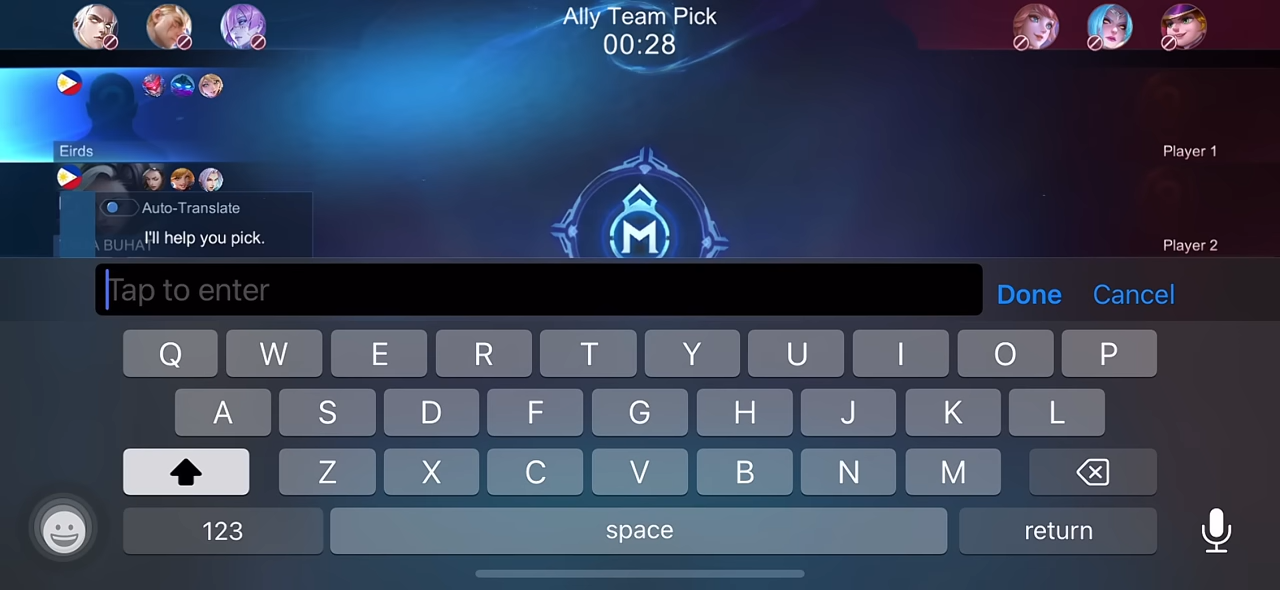 Ally Team Pick
00:28
Eirds
Player 1
Auto-Translate
I'll help you pick.
A BUHAT
Player 2
Tap to enter
Done
Cancel
Q W E R T Y U I O P
A S D F G H J K L
Z X C V B N M
123
space
return